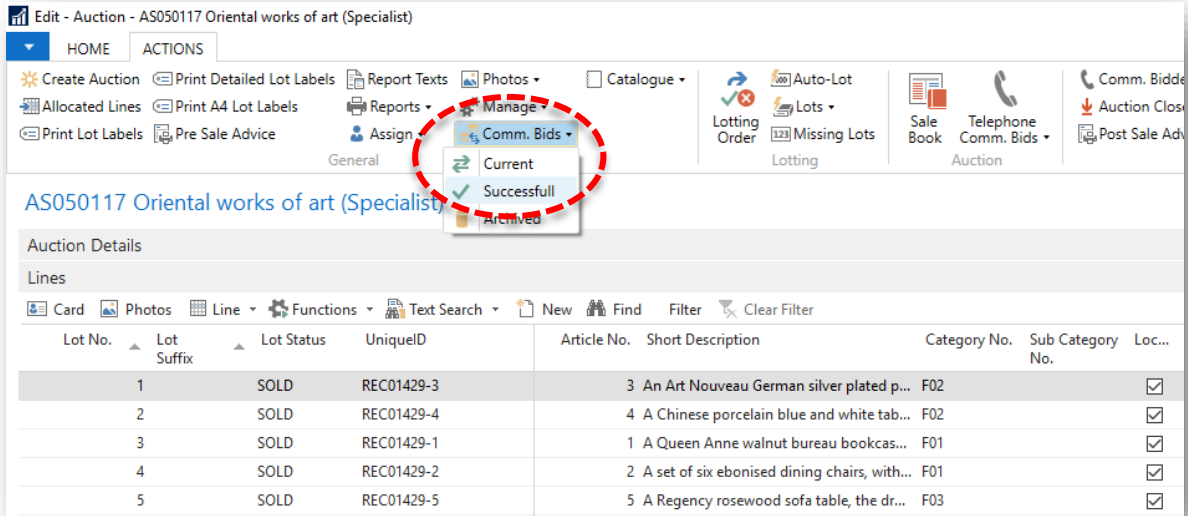 Edit - Auction - AS050117 Oriental works of art (Specialist)
HOME ACTIONS
Create Auction Print Detailed Lot Labels Report Texts Photos Catalogue Auto-Lot Comm. Bidde
Allocated Lines Print A4 Lot Labels Reports Manage Lots Auction Close
Print Lot Labels Pre Sale Advice Assign Comm. Bids Lotting Order 123 Missing Lots Sale Book Telephone Comm. Bids Post Sale Adv
General Lotting Auction
Current
Successfull
Archived
AS050117 Oriental works of art (Specialist)
Auction Details
Lines
Card Photos Line Functions Text Search New Find Filter Clear Filter
Lot No. Lot Suffix Lot Status UniqueID Article No. Short Description Category No. Sub Category No. Loc...
1 SOLD REC01429-3 3 An Art Nouveau German silver plated p... F02
2 SOLD REC01429-4 4 A Chinese porcelain blue and white tab... F02
3 SOLD REC01429-1 1 A Queen Anne walnut bureau bookcas... F01
4 SOLD REC01429-2 2 A set of six ebonised dining chairs, with... F01
5 SOLD REC01429-5 5 A Regency rosewood sofa table, the dr... F03